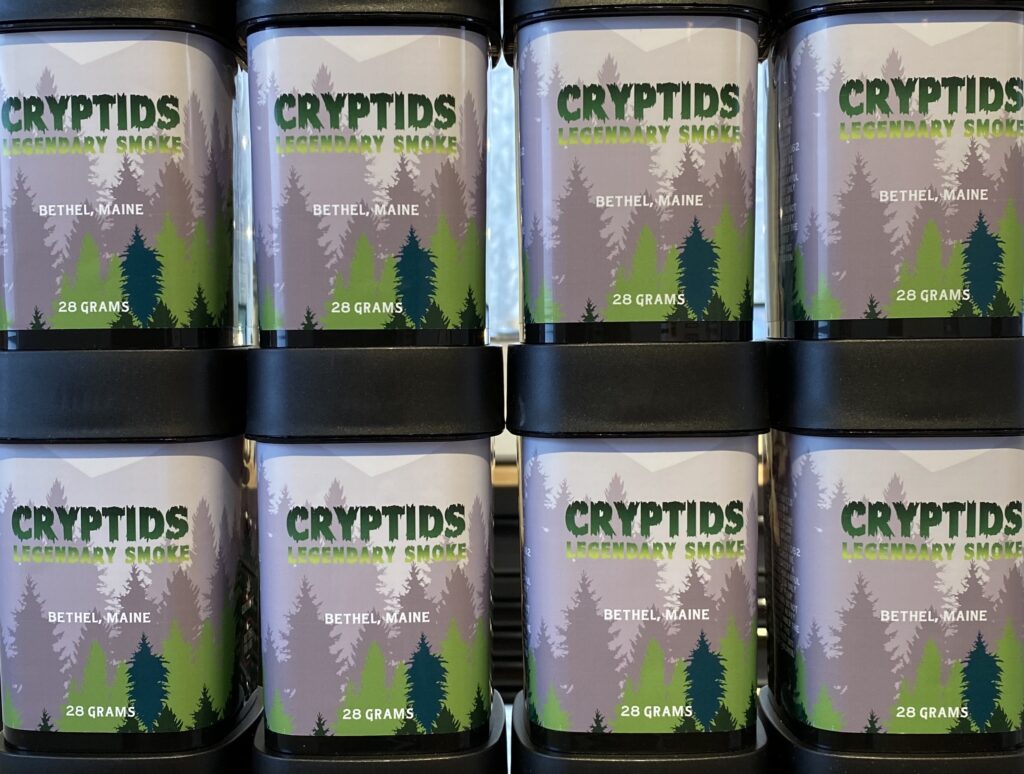 CRYPTIDS
LEGENDARY SMOKE
BETHEL, MAINE
28 GRAMS
CRYPTIDS
LEGENDARY SMOKE
BETHEL, MAINE
28 GRAMS
CRYPTIDS
LEGENDARY SMOKE
BETHEL, MAINE
28 GRAMS
CRYPTIDS
LEGENDARY SMOKE
BETHEL, MAINE
28 GRAMS
CRYPTIDS
LEGENDARY SMOKE
BETHEL, MAINE
28 GRAMS
CRYPTIDS
LEGENDARY SMOKE
BETHEL, MAINE
28 GRAMS
CRYPTIDS
LEGENDARY SMOKE
BETHEL, MAINE
28 GRAMS
CRYPTIDS
LEGENDARY SMOKE
BETHEL, MAINE
28 GRAMS